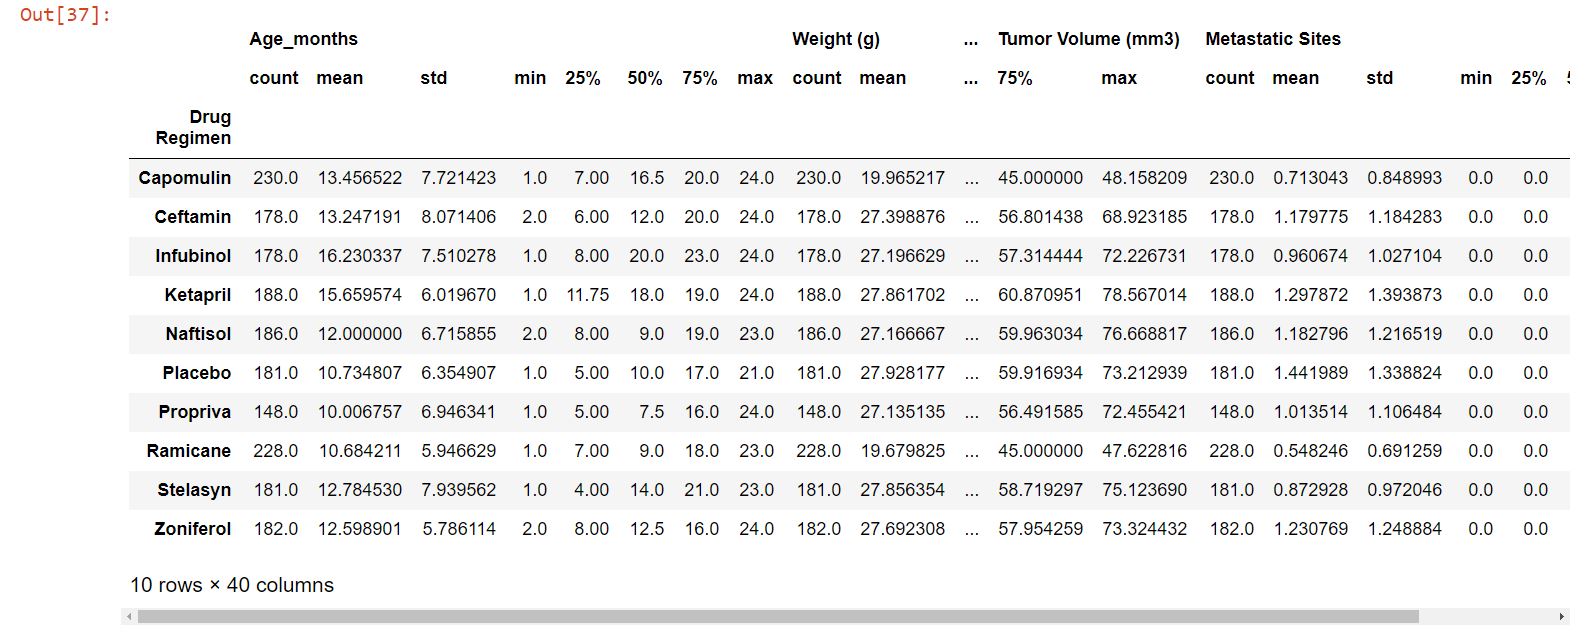 Out[37]:
Age_months Weight (g) ... Tumor Volume (mm3) Metastatic Sites
count mean std min 25% 50% 75% max count mean ... 75% max count mean std min 25%
Drug
Regimen
Capomulin 230.0 13.456522 7.721423 1.0 7.00 16.5 20.0 24.0 230.0 19.965217 ... 45.000000 48.158209 230.0 0.713043 0.848993 0.0 0.0
Ceftamin 178.0 13.247191 8.071406 2.0 6.00 12.0 20.0 24.0 178.0 27.398876 ... 56.801438 68.923185 178.0 1.179775 1.184283 0.0 0.0
Infubinol 178.0 16.230337 7.510278 1.0 8.00 20.0 23.0 24.0 178.0 27.196629 ... 57.314444 72.226731 178.0 0.960674 1.027104 0.0 0.0
Ketapril 188.0 15.659574 6.019670 1.0 11.75 18.0 19.0 24.0 188.0 27.861702 ... 60.870951 78.567014 188.0 1.297872 1.393873 0.0 0.0
Naftisol 186.0 12.000000 6.715855 2.0 8.00 9.0 19.0 23.0 186.0 27.166667 ... 59.963034 76.668817 186.0 1.182796 1.216519 0.0 0.0
Placebo 181.0 10.734807 6.354907 1.0 5.00 10.0 17.0 21.0 181.0 27.928177 ... 59.916934 73.212939 181.0 1.441989 1.338824 0.0 0.0
Propriva 148.0 10.006757 6.946341 1.0 5.00 7.5 16.0 24.0 148.0 27.135135 ... 56.491585 72.455421 148.0 1.013514 1.106484 0.0 0.0
Ramicane 228.0 10.684211 5.946629 1.0 7.00 9.0 18.0 23.0 228.0 19.679825 ... 45.000000 47.622816 228.0 0.548246 0.691259 0.0 0.0
Stelasyn 181.0 12.784530 7.939562 1.0 4.00 14.0 21.0 23.0 181.0 27.856354 ... 58.719297 75.123690 181.0 0.872928 0.972046 0.0 0.0
Zoniferol 182.0 12.598901 5.786114 2.0 8.00 12.5 16.0 24.0 182.0 27.692308 ... 57.954259 73.324432 182.0 1.230769 1.248884 0.0 0.0
10 rows × 40 columns